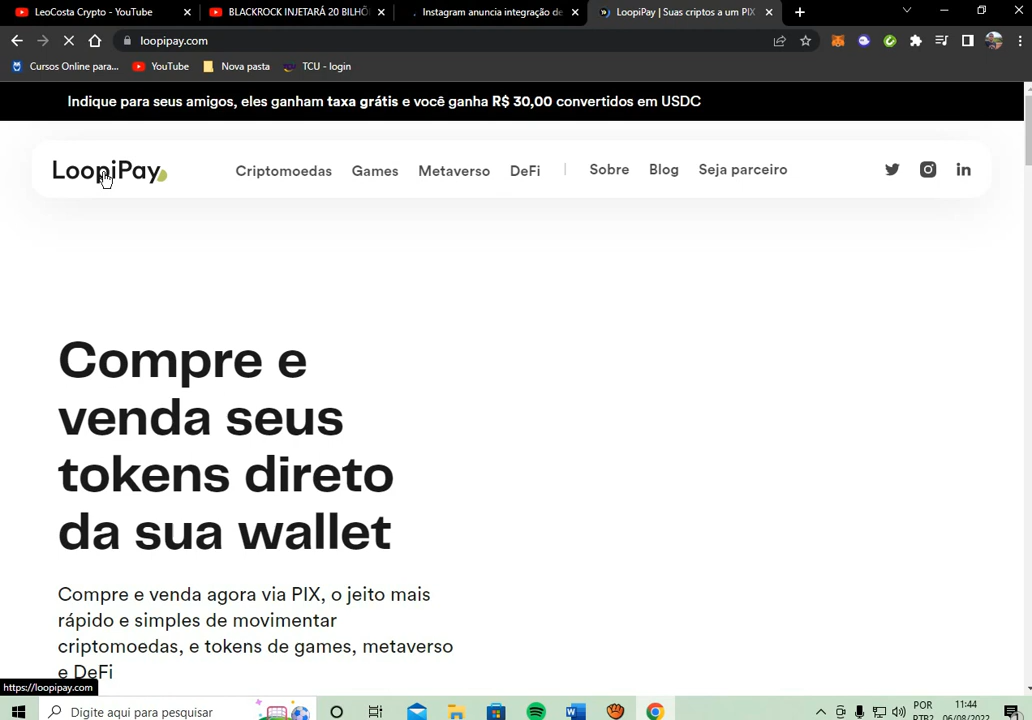 LeoCosta Crypto - YouTube
BLACKROCK INJETARÁ 20 BILHÕ
Instagram anuncia integração de
LoopiPay | Suas criptos a um PIX
loopipay.com
Cursos Online para...
YouTube
Nova pasta
TCU - login
Indique para seus amigos, eles ganham taxa grátis e você ganha R$ 30,00 convertidos em USDC
LoopiPay
Criptomoedas
Games
Metaverso
DeFi
Sobre
Blog
Seja parceiro
Compre e
venda seus
tokens direto
da sua wallet
Compre e venda agora via PIX, o jeito mais
rápido e simples de movimentar
criptomoedas, e tokens de games, metaverso
e DeFi
https://loopipay.com
Digite aqui para pesquisar
POR
PTB2
11:44
06/08/2022